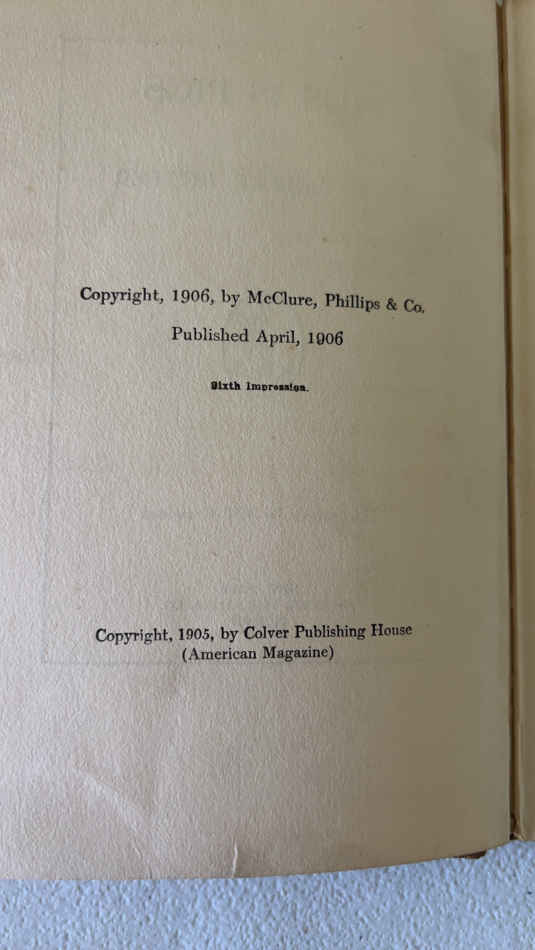 Copyright, 1906, by McClure, Phillips & Co.
Published April, 1906
Sixth Impression.
Copyright, 1905, by Colver Publishing House
(American Magazine)